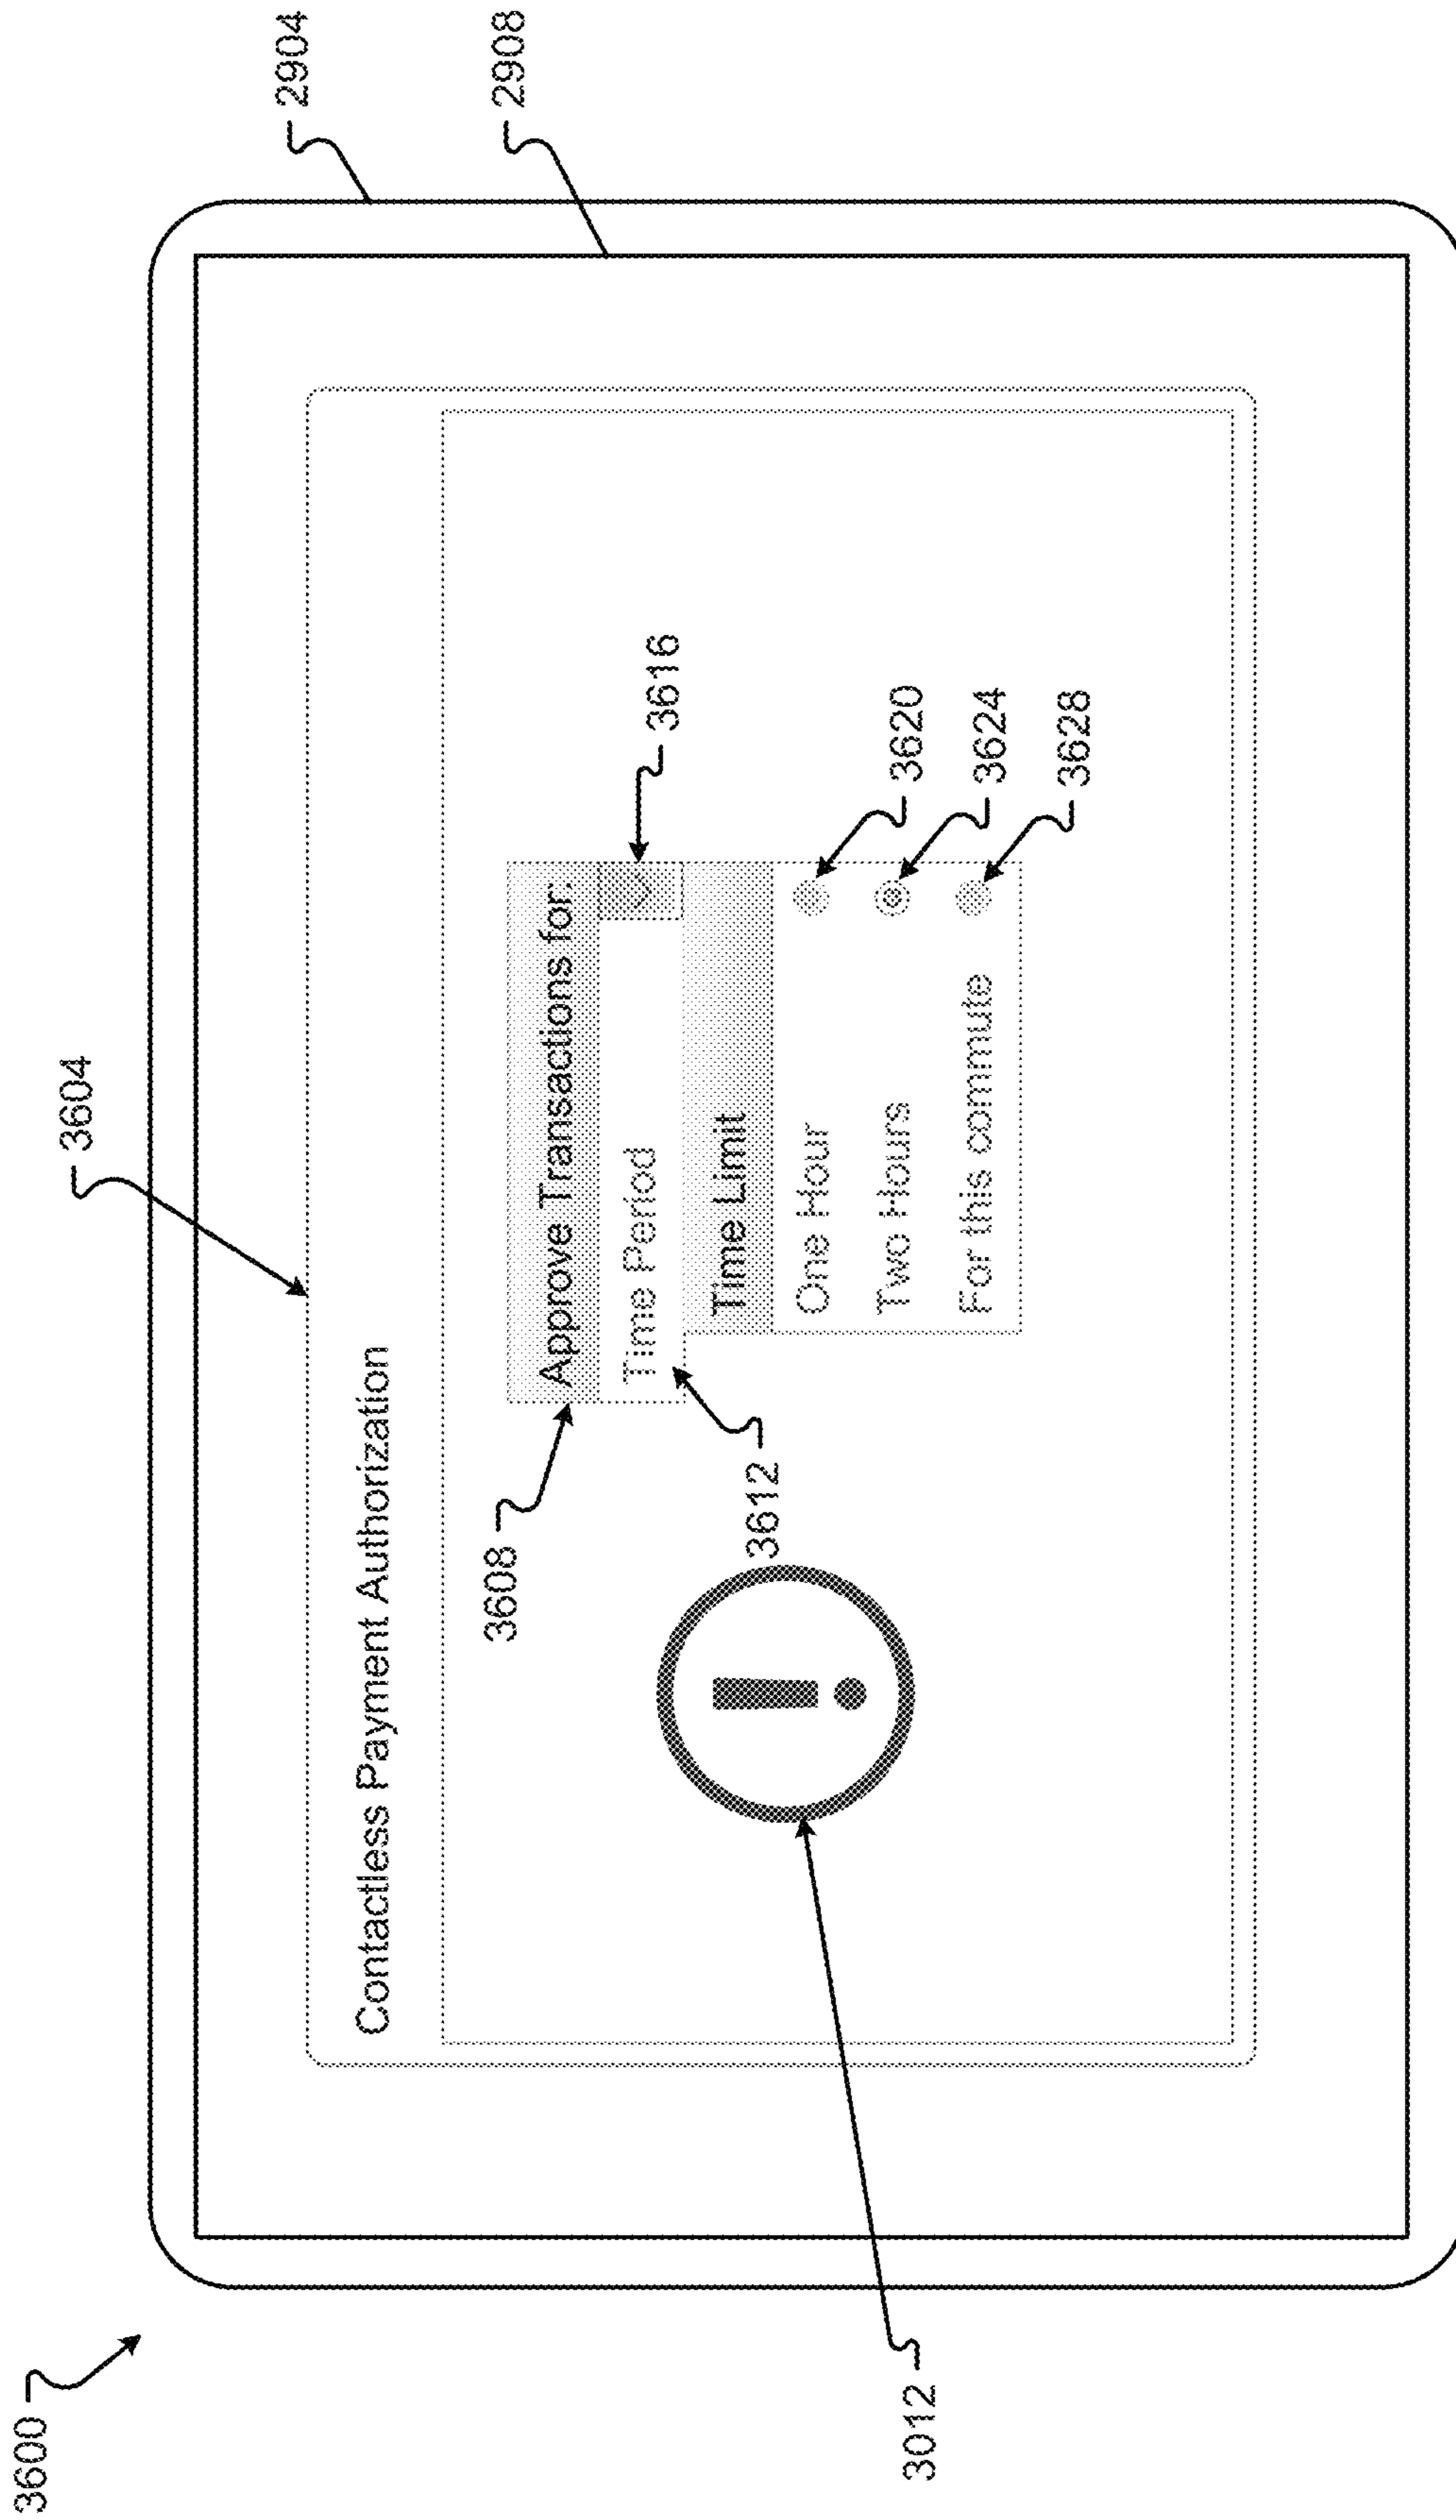 3600
3604
2904
2908
Contactless Payment Authorization
3608
Approve Transactions for:
3616
Time Period
3612
Time Limit
One Hour
3620
Two Hours
3624
For this commute
3628
3012